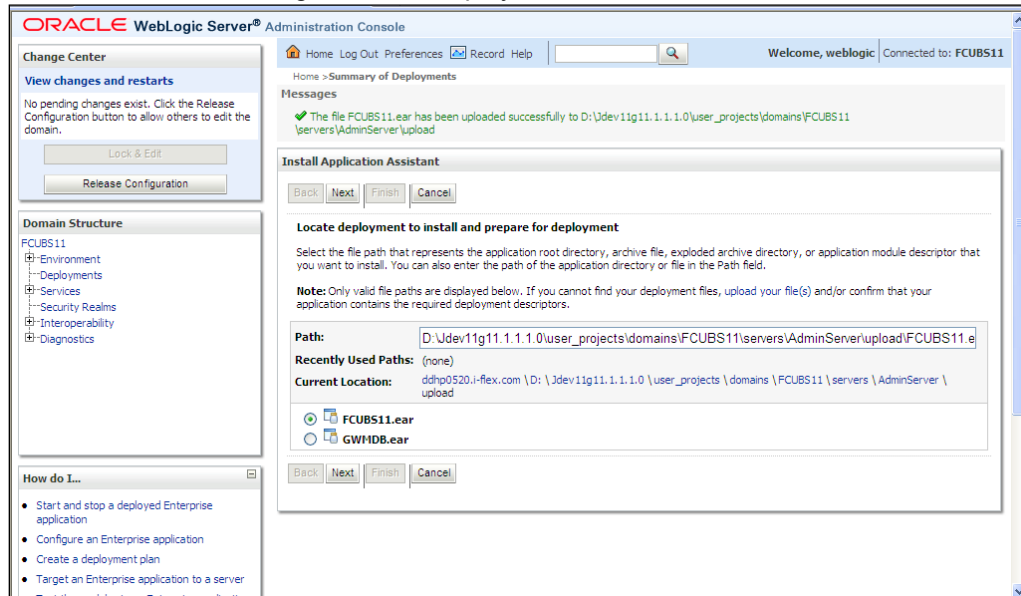 ORACLE WebLogic Server® Administration Console
Change Center
View changes and restarts
No pending changes exist. Click the Release
Configuration button to allow others to edit the
domain.
Lock & Edit
Release Configuration
Domain Structure
FCUBS11
Environment
Deployments
Services
Security Realms
Interoperability
Diagnostics
How do I...
Start and stop a deployed Enterprise
application
Configure an Enterprise application
Create a deployment plan
Target an Enterprise application to a server
Home Log Out Preferences Record Help
Welcome, weblogic Connected to: FCUBS11
Home >Summary of Deployments
Messages
The file FCUBS11.ear has been uploaded successfully to D:\Jdev11g11.1.1.1.0\user_projects\domains\FCUBS11
\servers\AdminServer\upload
Install Application Assistant
Back Next Finish Cancel
Locate deployment to install and prepare for deployment
Select the file path that represents the application root directory, archive file, exploded archive directory, or application module descriptor that
you want to install. You can also enter the path of the application directory or file in the Path field.
Note: Only valid file paths are displayed below. If you cannot find your deployment files, upload your file(s) and/or confirm that your
application contains the required deployment descriptors.
Path: D:\Jdev11g11.1.1.1.0\user_projects\domains\FCUBS11\servers\AdminServer\upload\FCUBS11.e
Recently Used Paths: (none)
Current Location: ddhp0520.i-flex.com \ D: \ Jdev11g11.1.1.1.0 \ user_projects \ domains \ FCUBS11 \ servers \ AdminServer \
upload
FCUBS11.ear
GWMDB.ear
Back Next Finish Cancel